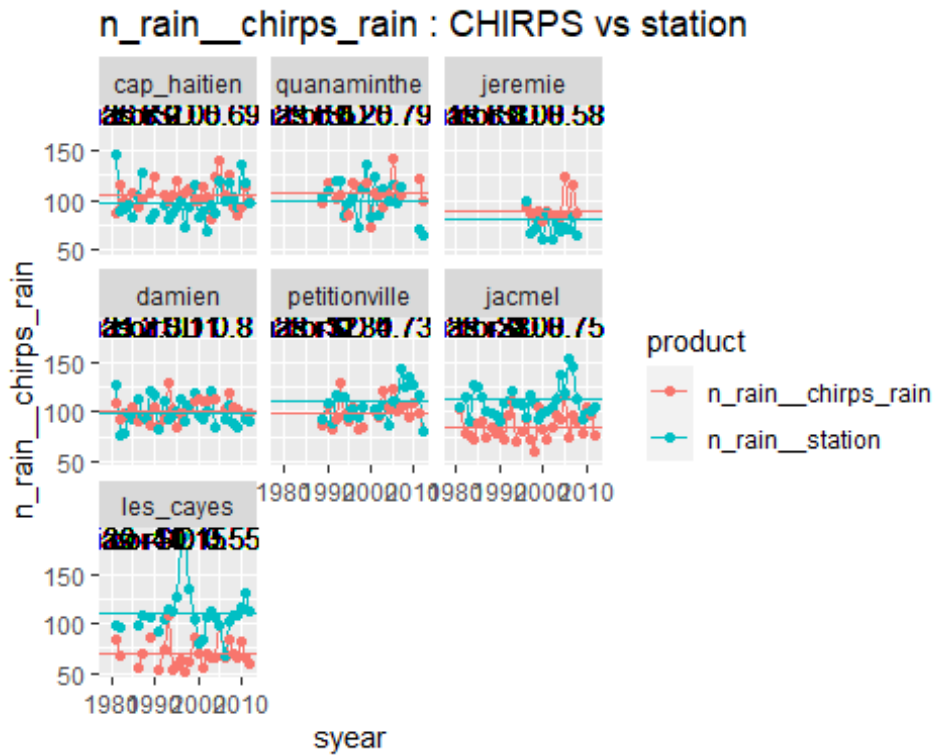 n_rain__chirps_rain : CHIRPS vs station
cap_haitien
quanaminthe
jeremie
150
100
50
damien
petitionville
jacmel
150
100
50
les_cayes
1980 1990 2000 2010
1980 1990 2000 2010
150
100
50
1980 1990 2000 2010
syear
n_rain__chirps_rain
product
n_rain__chirps_rain
n_rain__station